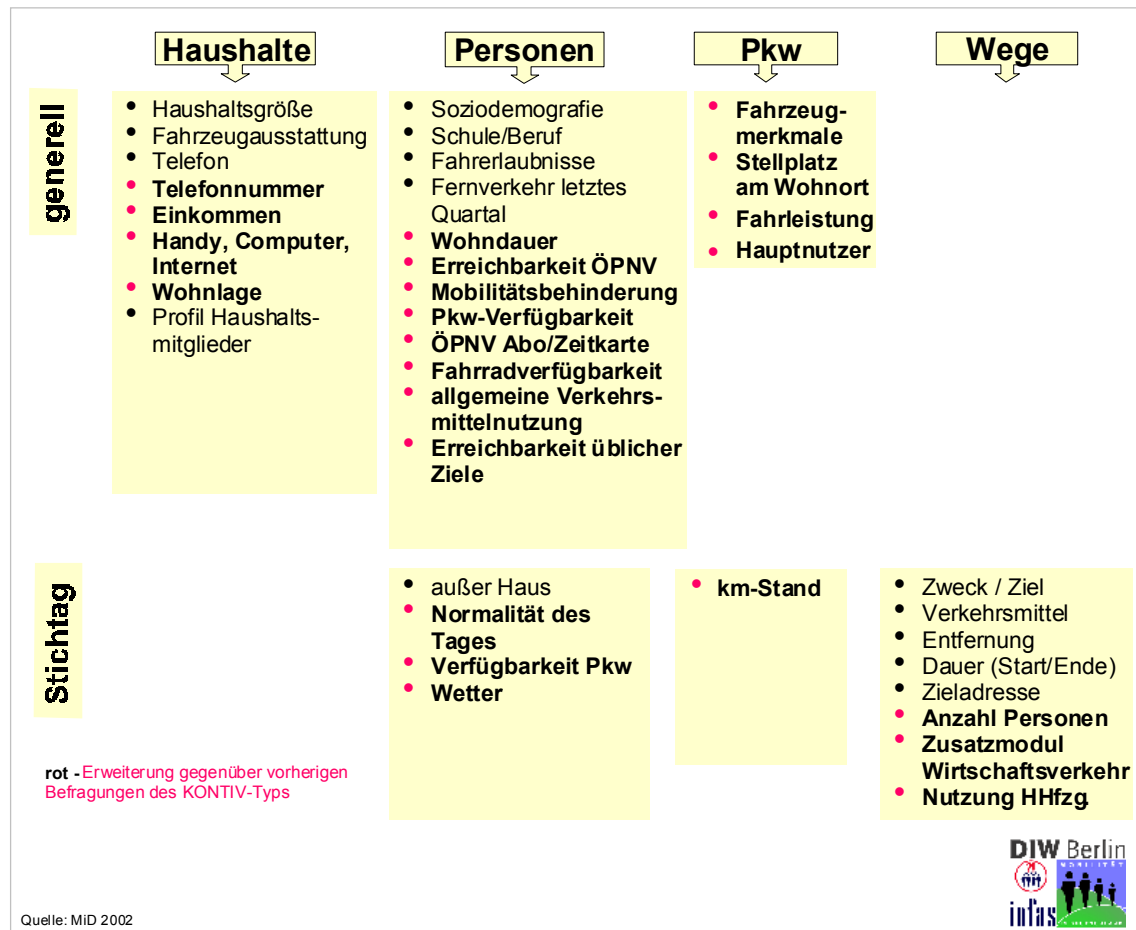 Haushalte
Personen
Pkw
Wege
generell
• Haushaltsgröße
• Fahrzeugausstattung
• Telefon
• Telefonnummer
• Einkommen
• Handy, Computer,
Internet
• Wohnlage
• Profil Haushalts-
mitglieder
• Soziodemografie
• Schule/Beruf
• Fahrerlaubnisse
• Fernverkehr letztes
Quartal
• Wohndauer
• Erreichbarkeit ÖPNV
• Mobilitätsbehinderung
• Pkw-Verfügbarkeit
• ÖPNV Abo/Zeitkarte
• Fahrradverfügbarkeit
• allgemeine Verkehrs-
mittelnutzung
• Erreichbarkeit üblicher
Ziele
• Fahrzeug-
merkmale
• Stellplatz
am Wohnort
• Fahrleistung
• Hauptnutzer
Stichtag
• außer Haus
• Normalität des
Tages
• Verfügbarkeit Pkw
• Wetter
• km-Stand
• Zweck / Ziel
• Verkehrsmittel
• Entfernung
• Dauer (Start/Ende)
• Zieladresse
• Anzahl Personen
• Zusatzmodul
Wirtschaftsverkehr
• Nutzung HHfzg.
rot - Erweiterung gegenüber vorherigen
Befragungen des KONTIV-Typs
DIW Berlin
MOBILITÄT
infas
Quelle: MiD 2002